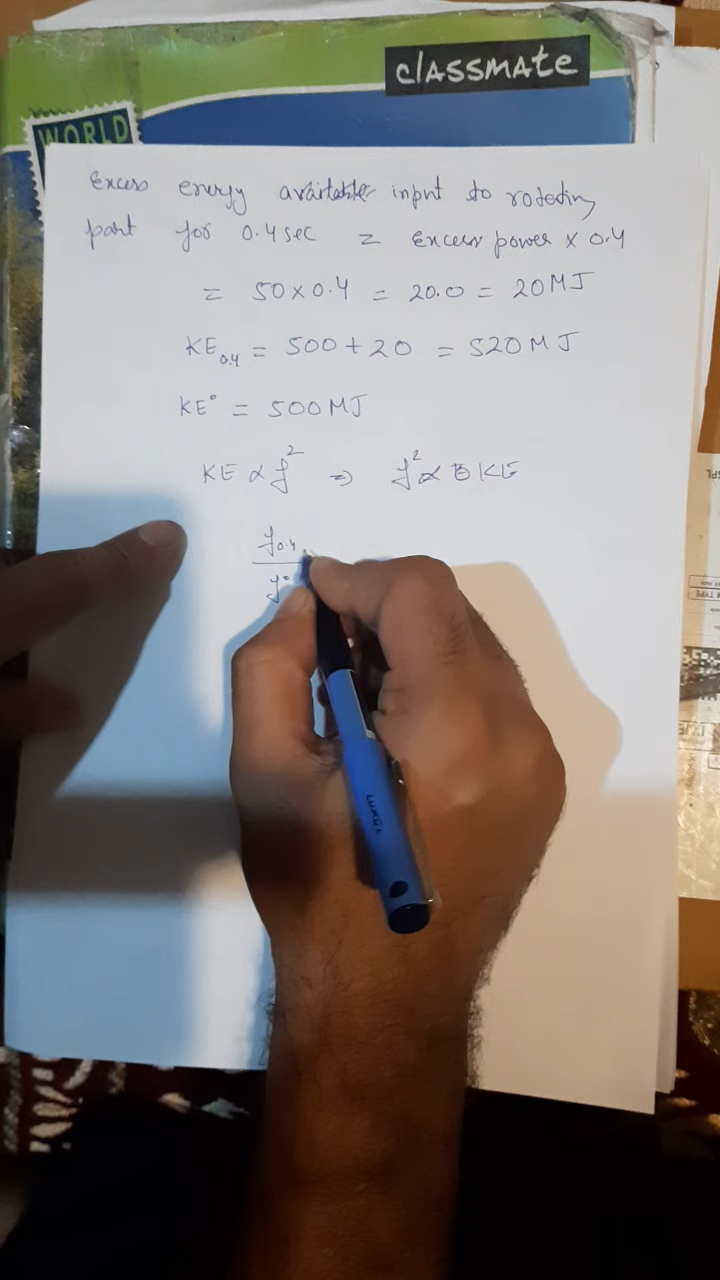 classmate
WORLD
Excess energy available input to rotating
part for 0.4 sec = excess power × 0.4
= 50 × 0.4 = 20.0 = 20 MJ
KE0.4 = 500 + 20 = 520 MJ
KE° = 500 MJ
KE ∝ f² ⇒ f² ∝ KE
f0.4
f°
LUXOR